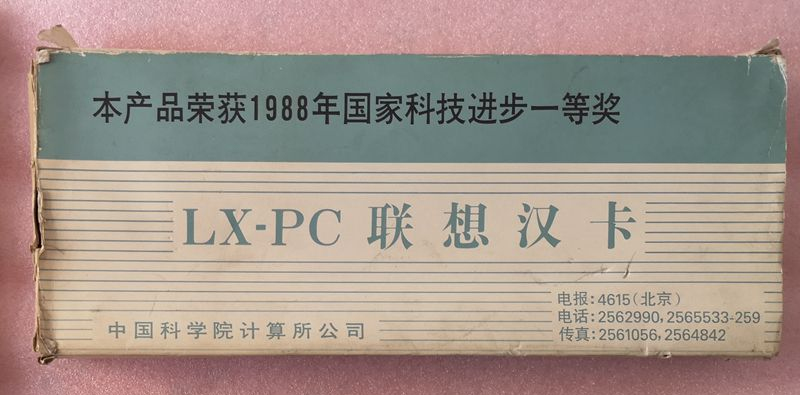 本产品荣获1988年国家科技进步一等奖
LX-PC 联想汉卡
电报:4615(北京)
电话:2562990,2565533-259
传真:2561056,2564842
中国科学院计算所公司